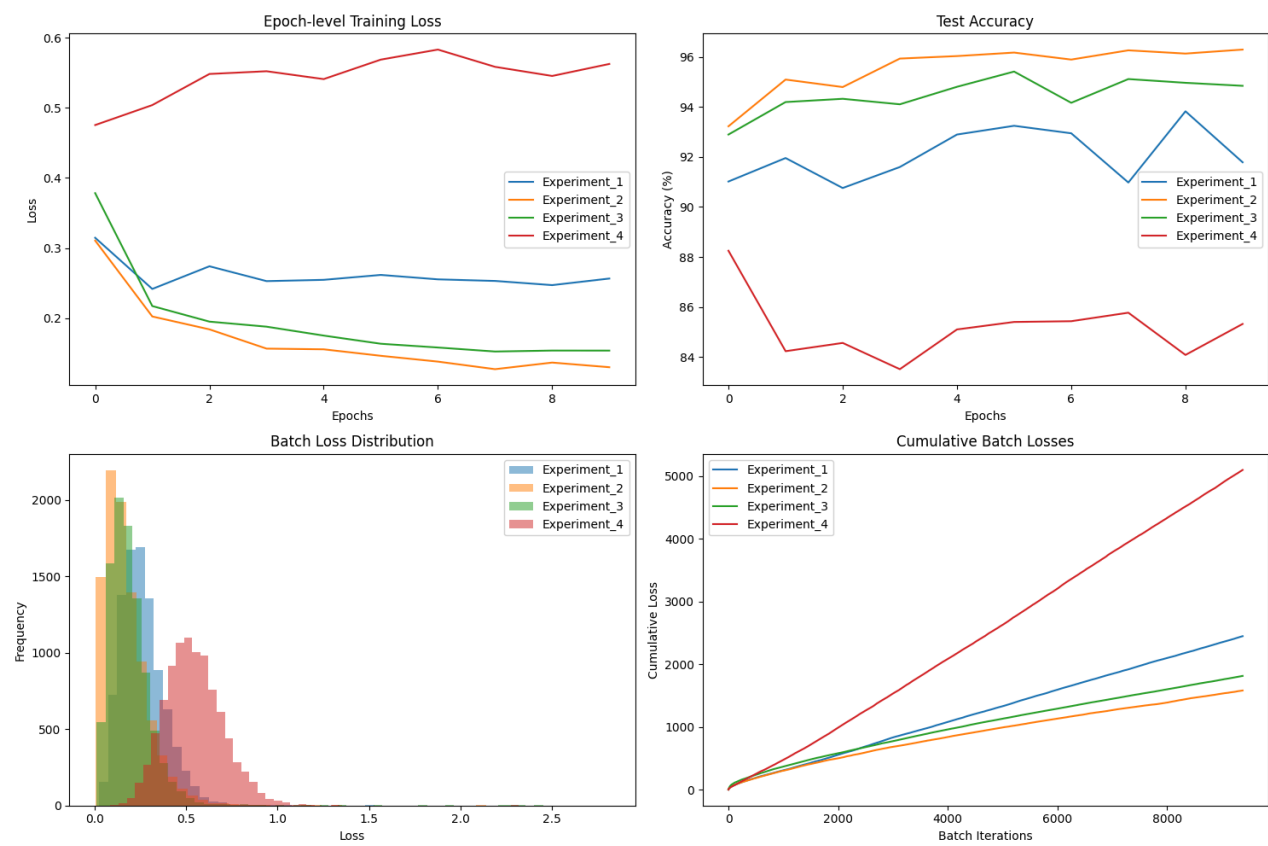 Epoch-level Training Loss
0.6
0.5
0.4
0.3
0.2
Loss
Experiment_1
Experiment_2
Experiment_3
Experiment_4
0 2 4 6 8
Epochs
Test Accuracy
96
94
92
90
88
86
84
Accuracy (%)
Experiment_1
Experiment_2
Experiment_3
Experiment_4
0 2 4 6 8
Epochs
Batch Loss Distribution
2000
1500
1000
500
0
Frequency
Experiment_1
Experiment_2
Experiment_3
Experiment_4
0.0 0.5 1.0 1.5 2.0 2.5
Loss
Cumulative Batch Losses
5000
4000
3000
2000
1000
0
Cumulative Loss
Experiment_1
Experiment_2
Experiment_3
Experiment_4
0 2000 4000 6000 8000
Batch Iterations